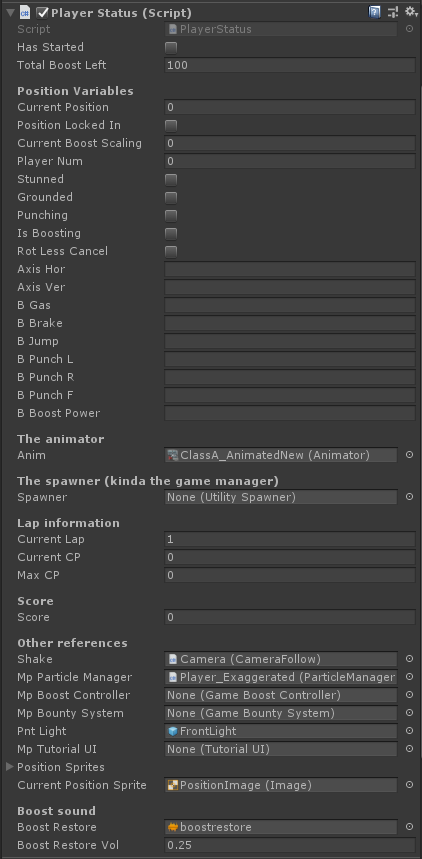 Player Status (Script)
Script PlayerStatus
Has Started
Total Boost Left 100
Position Variables
Current Position 0
Position Locked In
Current Boost Scaling 0
Player Num 0
Stunned
Grounded
Punching
Is Boosting
Rot Less Cancel
Axis Hor
Axis Ver
B Gas
B Brake
B Jump
B Punch L
B Punch R
B Punch F
B Boost Power
The animator
Anim ClassA_AnimatedNew (Animator)
The spawner (kinda the game manager)
Spawner None (Utility Spawner)
Lap information
Current Lap 1
Current CP 0
Max CP 0
Score
Score 0
Other references
Shake Camera (CameraFollow)
Mp Particle Manager Player_Exaggerated (ParticleManager
Mp Boost Controller None (Game Boost Controller)
Mp Bounty System None (Game Bounty System)
Pnt Light FrontLight
Mp Tutorial UI None (Tutorial UI)
Position Sprites
Current Position Sprite PositionImage (Image)
Boost sound
Boost Restore boostrestore
Boost Restore Vol 0.25